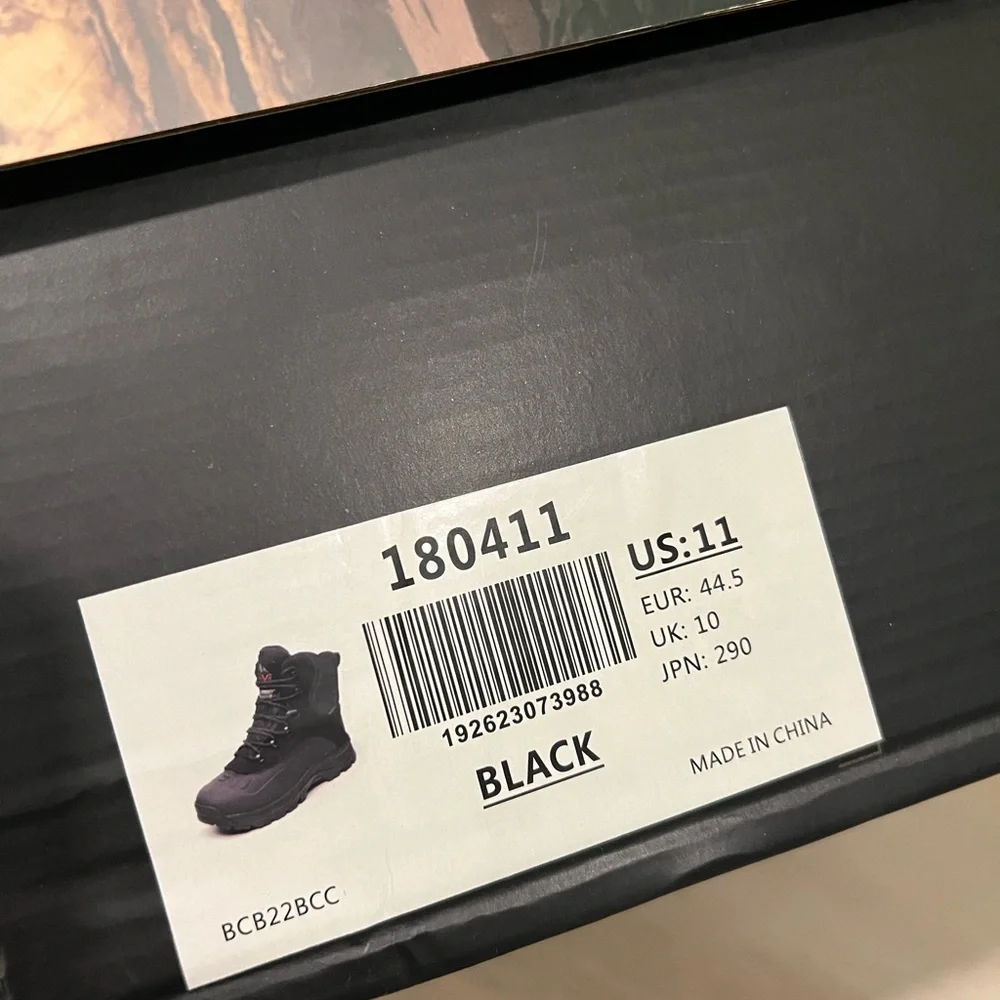 180411
192623073988
BLACK
US:11
EUR: 44.5
UK: 10
JPN: 290
MADE IN CHINA
BCB22BCC